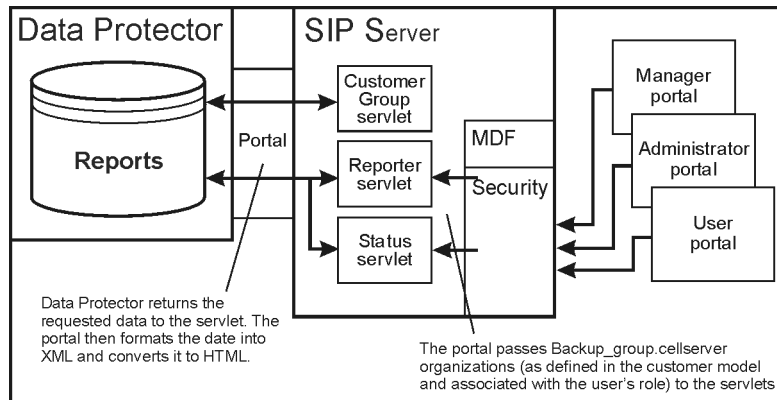 Data Protector
SIP Server
Reports
Portal
Customer
Group
servlet
Reporter
servlet
Status
servlet
MDF
Security
Manager
portal
Administrator
portal
User
portal
Data Protector returns the
requested data to the servlet. The
portal then formats the date into
XML and converts it to HTML.
The portal passes Backup_group.cellserver
organizations (as defined in the customer model
and associated with the user's role) to the servlets